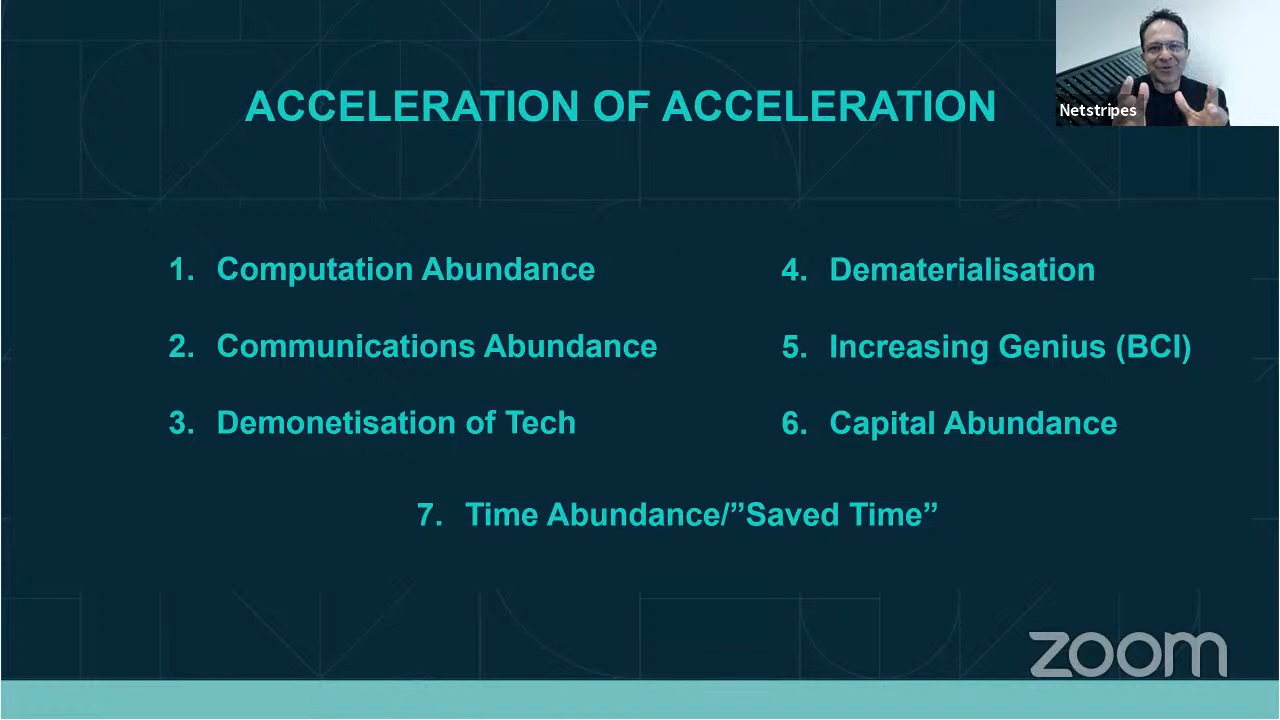 ACCELERATION OF ACCELERATION
Netstripes
1. Computation Abundance
2. Communications Abundance
3. Demonetisation of Tech
4. Dematerialisation
5. Increasing Genius (BCI)
6. Capital Abundance
7. Time Abundance/”Saved Time”
zoom